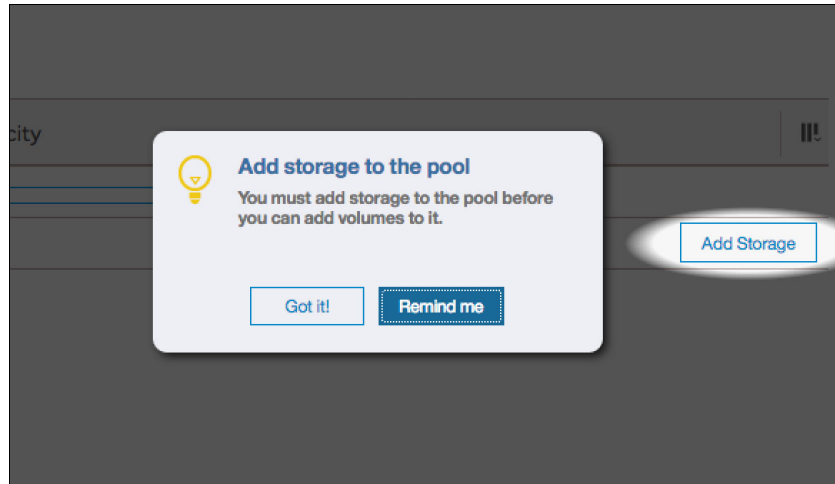 city
Add storage to the pool
You must add storage to the pool before
you can add volumes to it.
Add Storage
Got it!
Remind me